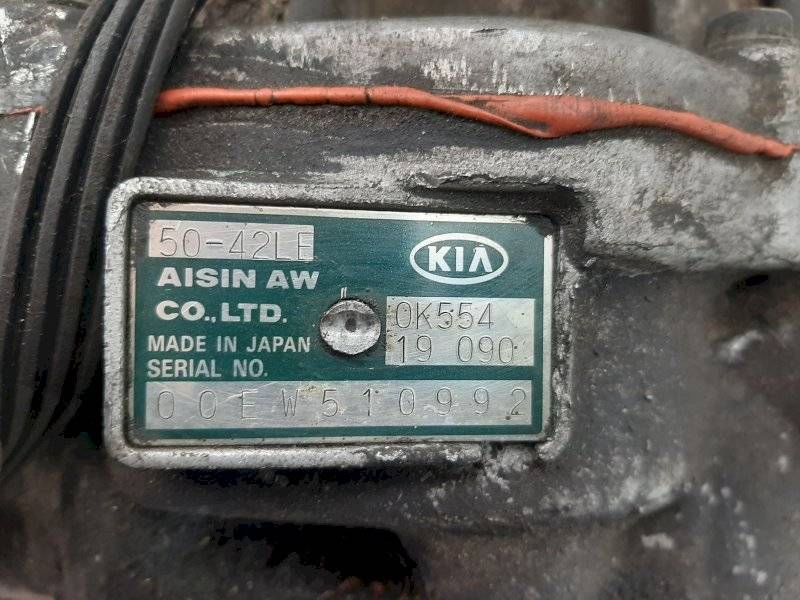 50-42LE
KIA
AISIN AW
CO.,LTD.
0K554
MADE IN JAPAN
19 090
SERIAL NO.
00EW510992